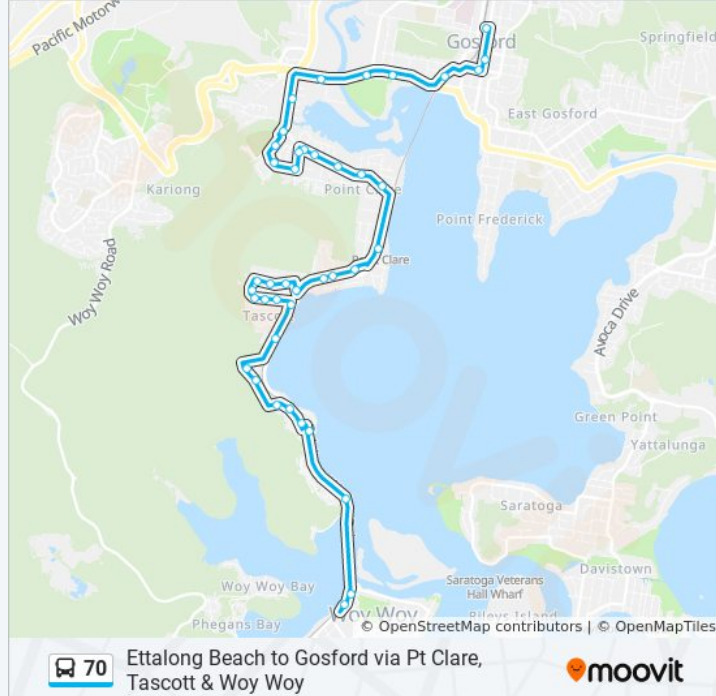 Pacific Motorw
Gosford
Springfield
East Gosford
Kariong
Point Clare
Point Frederick
Clare
Woy Woy Road
Tascott
Avoca Drive
Green Point
Yattalunga
Saratoga
Davistown
Woy Woy Bay
Saratoga Veterans
Hall Wharf
Phegans Bay
Woy Woy
Rileys Island
© OpenStreetMap contributors | © OpenMapTiles
70
Ettalong Beach to Gosford via Pt Clare,
Tascott & Woy Woy
moovit